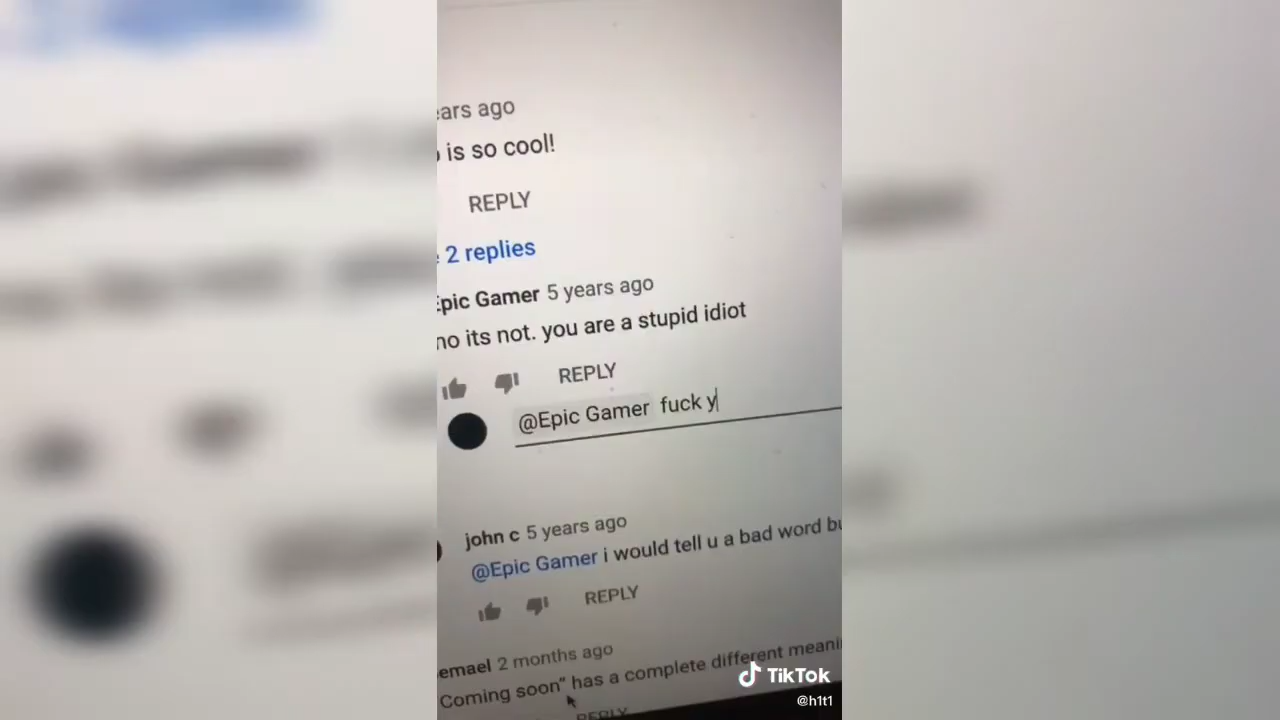 ago
is so cool!
REPLY
2 replies
Epic Gamer 5 years ago
no its not. you are a stupid idiot
REPLY
@Epic Gamer fuck y
john c 5 years ago
@Epic Gamer i would tell u a bad word
REPLY
2 months ago
Coming soon" has a complete different
REPLY
TikTok
@h1t1